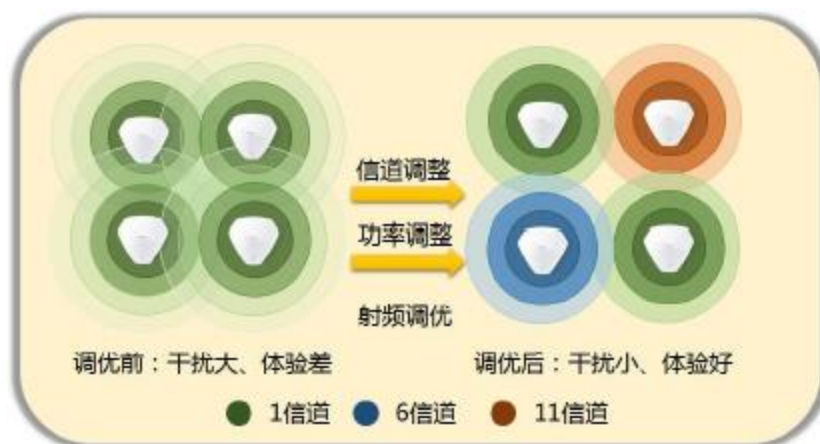 信道调整
功率调整
射频调优
调优前：干扰大、体验差
调优后：干扰小、体验好
1信道
6信道
11信道